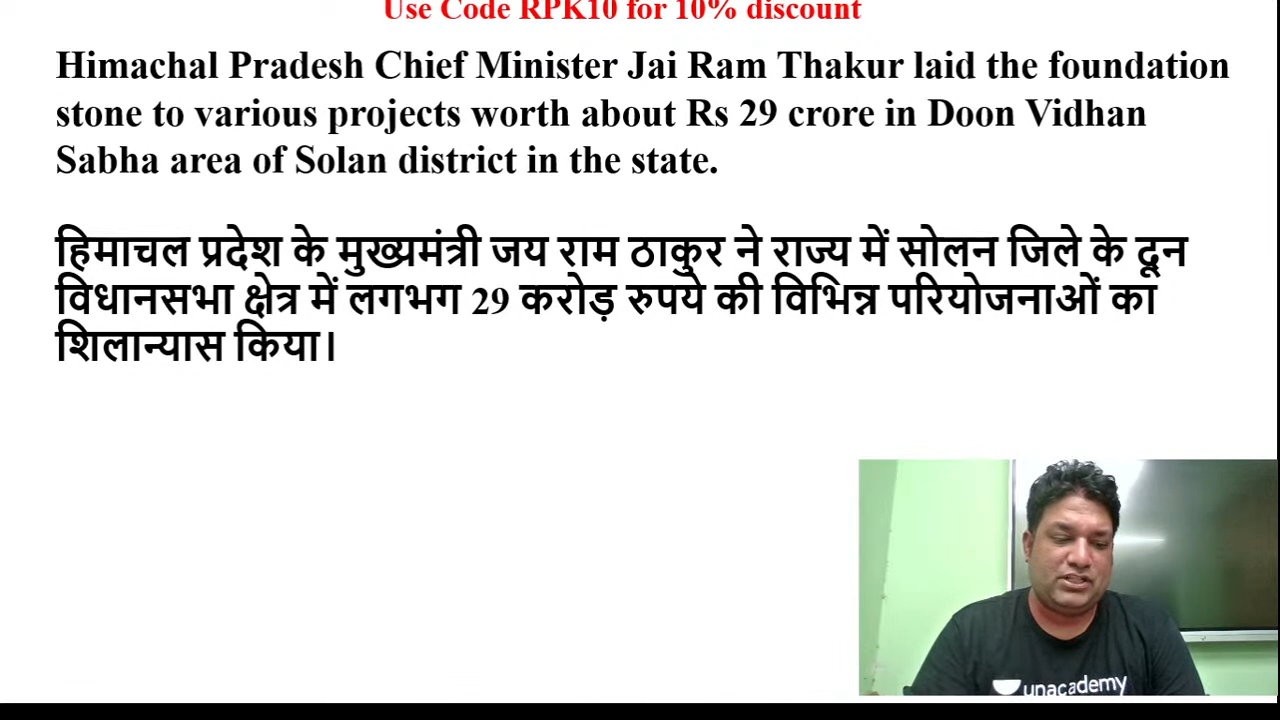 Use Code RPK10 for 10% discount
Himachal Pradesh Chief Minister Jai Ram Thakur laid the foundation
stone to various projects worth about Rs 29 crore in Doon Vidhan
Sabha area of Solan district in the state.
हिमाचल प्रदेश के मुख्यमंत्री जय राम ठाकुर ने राज्य में सोलन जिले के दून
विधानसभा क्षेत्र में लगभग 29 करोड़ रुपये की विभिन्न परियोजनाओं का
शिलान्यास किया।
unacademy